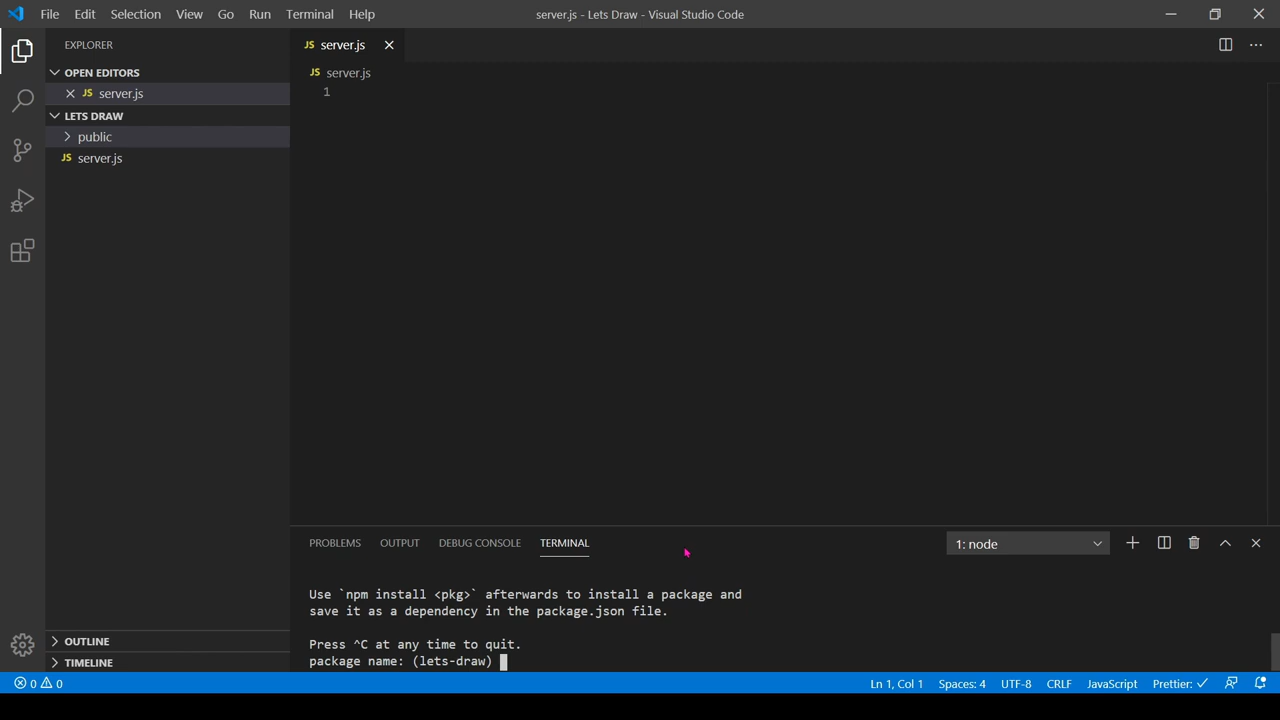 File Edit Selection View Go Run Terminal Help
server.js - Lets Draw - Visual Studio Code
EXPLORER
OPEN EDITORS
JS server.js
LETS DRAW
public
JS server.js
JS server.js
JS server.js
1
PROBLEMS OUTPUT DEBUG CONSOLE TERMINAL
1: node
Use `npm install <pkg>` afterwards to install a package and
save it as a dependency in the package.json file.
Press ^C at any time to quit.
package name: (lets-draw)
OUTLINE
TIMELINE
0 0
Ln 1, Col 1 Spaces: 4 UTF-8 CRLF JavaScript Prettier: ✓